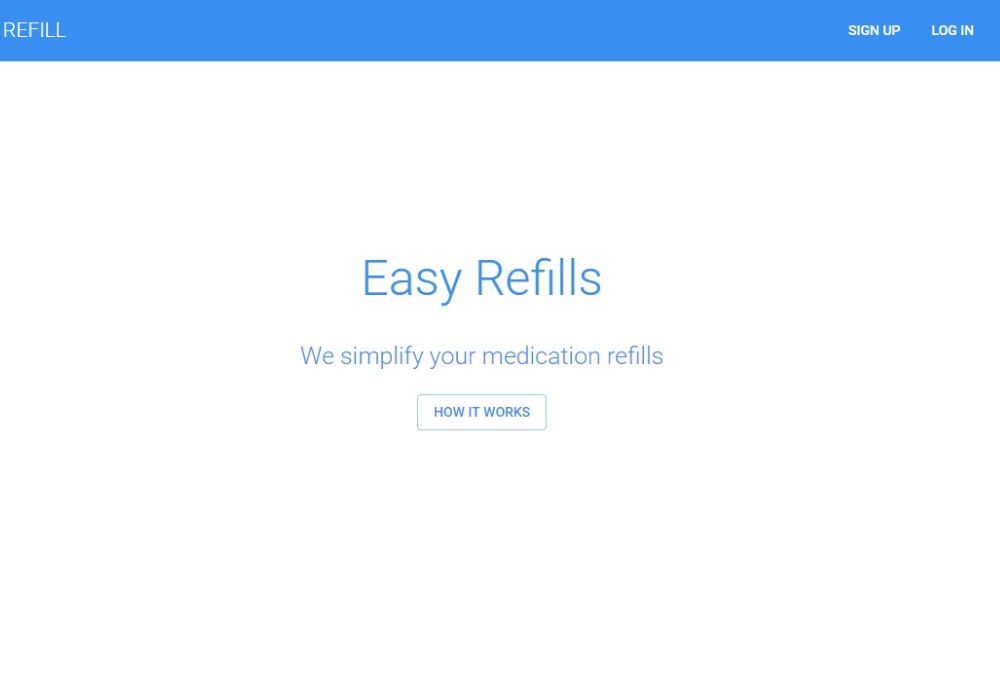 REFILL
SIGN UP LOG IN
Easy Refills
We simplify your medication refills
HOW IT WORKS